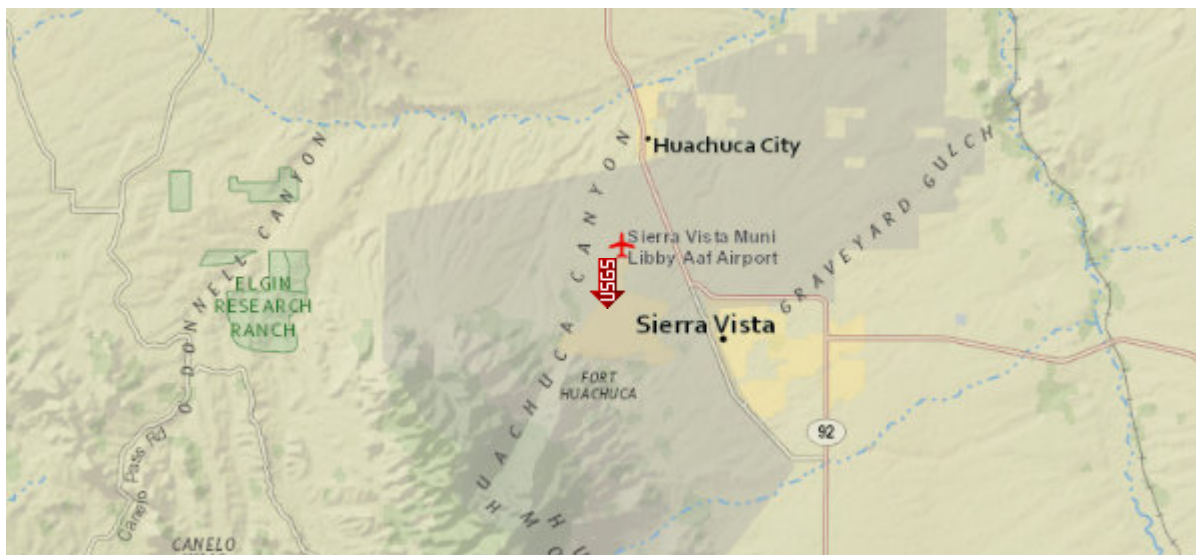 Huachuca City
HUACHUCA CANYON
GRAVEYARD GULCH
O DONNELL CANYON
Sierra Vista Muni
Libby Aaf Airport
USGS
ELGIN
RESEARCH
RANCH
Sierra Vista
FORT
HUACHUCA
92
Canelo Pass Rd
CANELO